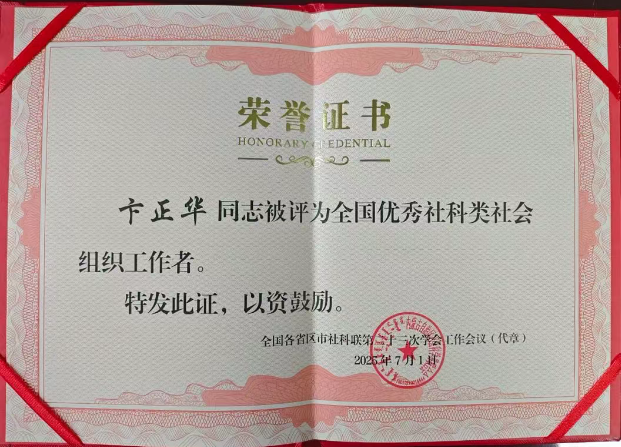 荣誉证书
HONORARY CREDENTIAL
卞正华 同志被评为全国优秀社科类社会
组织工作者。
特发此证，以资鼓励。
全国各省区市社科联第二十三次学会工作会议（代章）
2025年7月1日